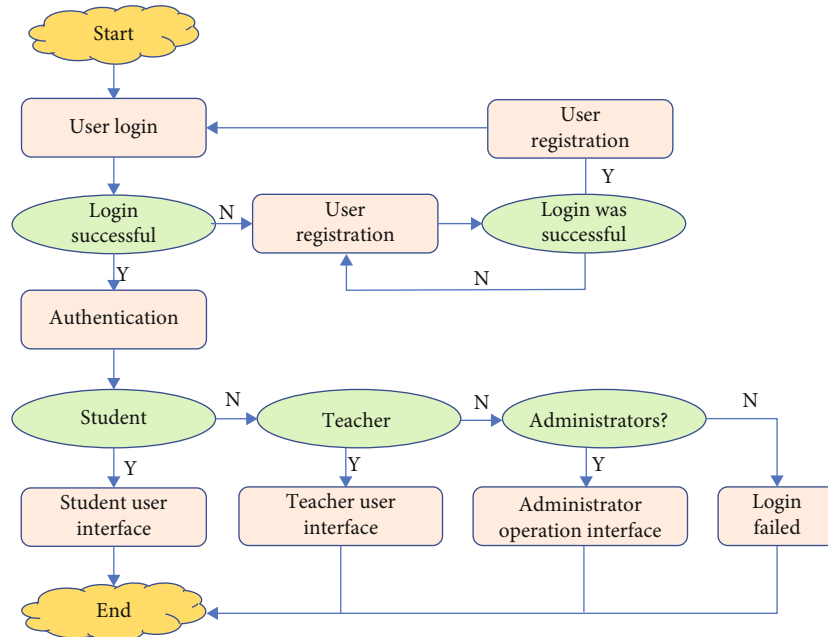 Start
User login
User
registration
Y
Login
successful
N
User
registration
Login was
successful
N
Y
Authentication
Student
N
Teacher
N
Administrators?
N
Y
Y
Y
Student user
interface
Teacher user
interface
Administrator
operation interface
Login
failed
End